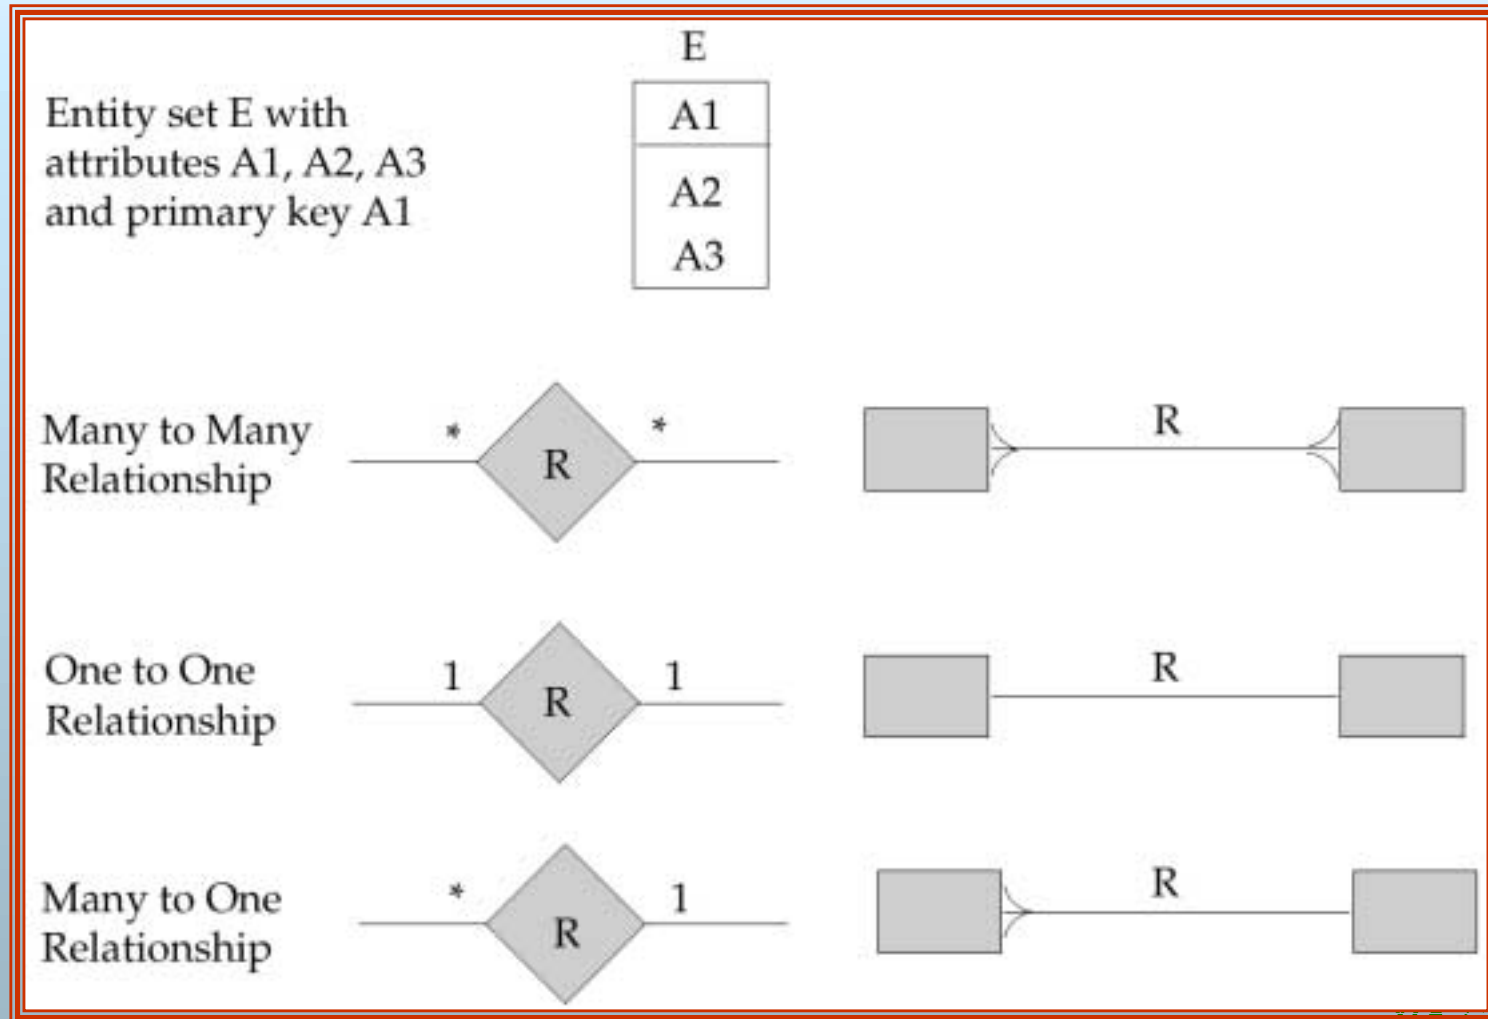 E
Entity set E with
attributes A1, A2, A3
and primary key A1
A1
A2
A3
Many to Many
Relationship
*
R
*
R
One to One
Relationship
1
R
1
R
Many to One
Relationship
*
R
1
R